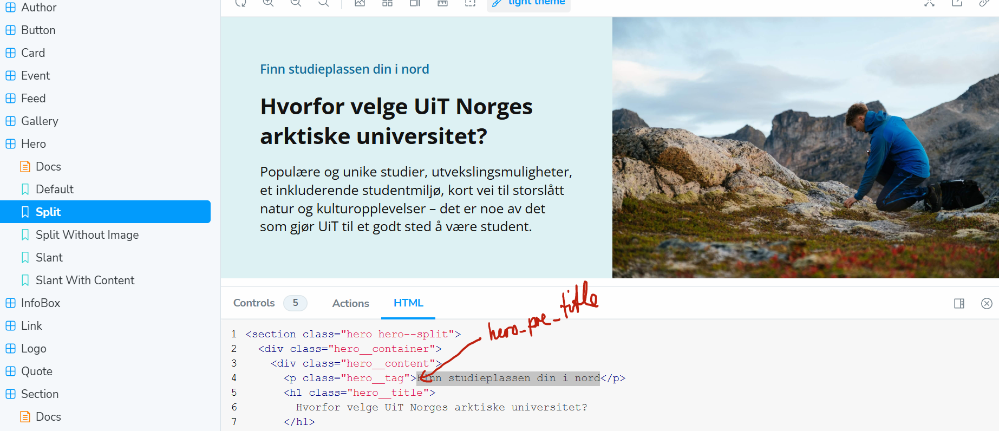 Author
Button
Card
Event
Feed
Gallery
Hero
Docs
Default
Split
Split Without Image
Slant
Slant With Content
InfoBox
Link
Logo
Quote
Section
Docs
light theme
Finn studieplassen din i nord
Hvorfor velge UiT Norges
arktiske universitet?
Populære og unike studier, utvekslingsmuligheter,
et inkluderende studentmiljø, kort vei til storslått
natur og kulturopplevelser – det er noe av det
som gjør UiT til et godt sted å være student.
Controls 5 Actions HTML
hero_pre_title
1 <section class="hero hero--split">
2 <div class="hero__container">
3 <div class="hero__content">
4 <p class="hero__tag">Finn studieplassen din i nord</p>
5 <h1 class="hero__title">
6 Hvorfor velge UiT Norges arktiske universitet?
7 </h1>